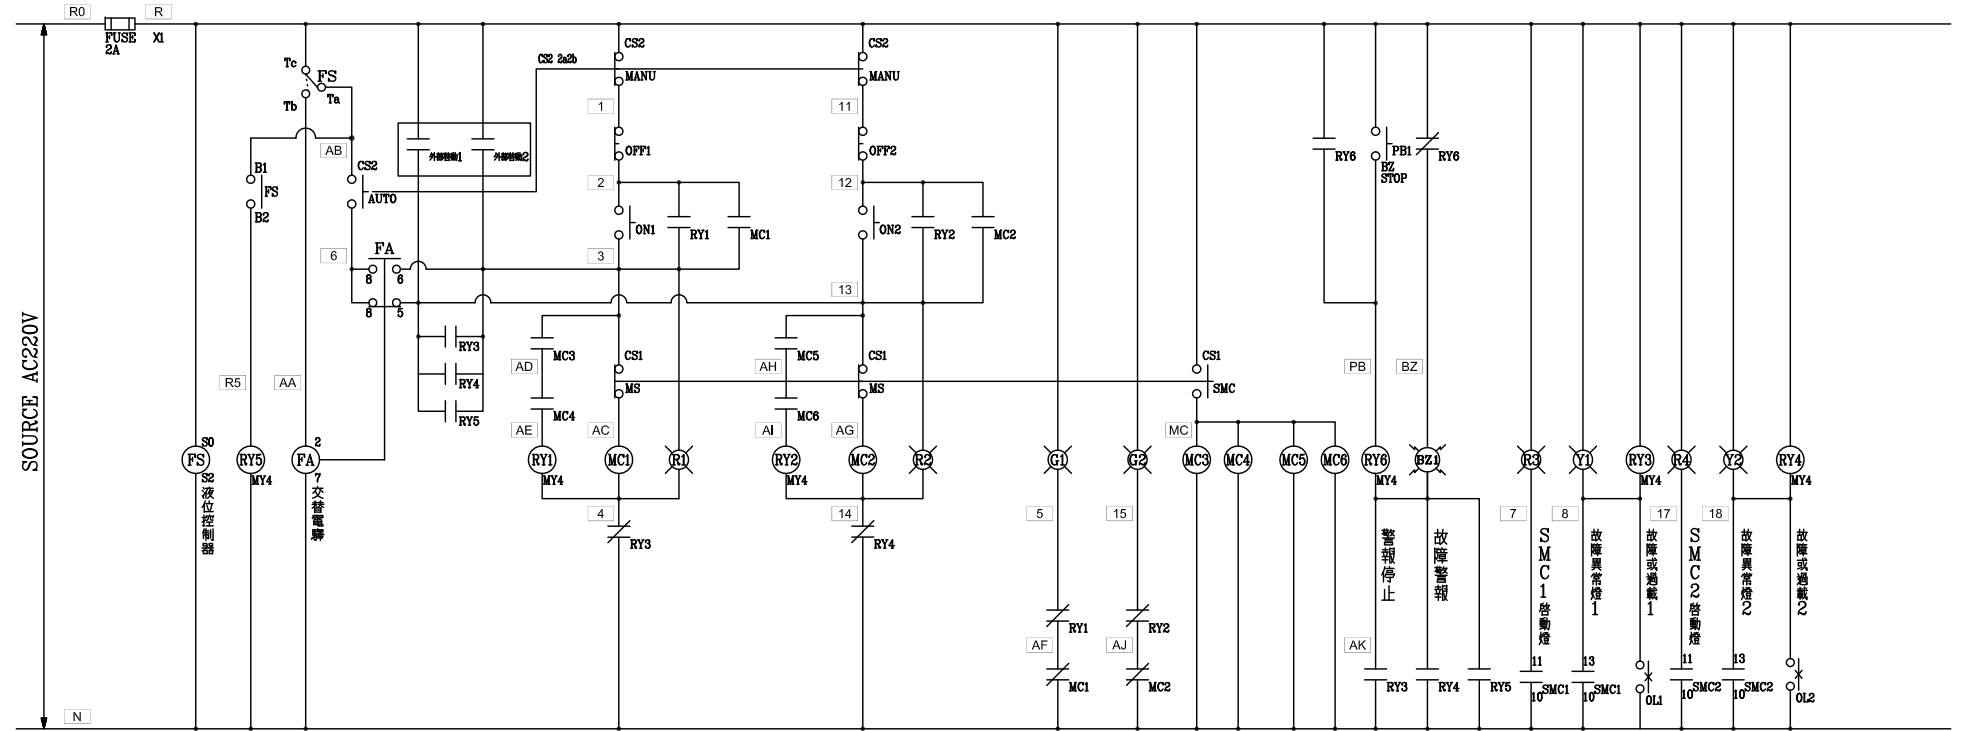 R0
R
FUSE
2A
X1
SOURCE AC220V
N
Tc
FS
Ta
Tb
AB
B1
FS
B2
CS2
AUTO
CS2 2a2b
外部啓動1
外部啓動2
6
FA
8
6
8
5
R5
AA
RY3
RY4
RY5
S0
FS
S2
液位控制器
RY5
MY4
2
FA
7
交替電驛
CS2
MANU
1
OFF1
2
ON1
RY1
MC1
3
MC3
AD
MC4
AE
CS1
MS
AC
RY1
MY4
MC1
R1
4
RY3
CS2
MANU
11
OFF2
12
ON2
RY2
MC2
13
MC5
AH
MC6
AI
CS1
MS
AG
RY2
MY4
MC2
R2
14
RY4
G1
5
RY1
AF
MC1
G2
15
RY2
AJ
MC2
CS1
SMC
MC
MC3
MC4
MC5
MC6
RY6
PB1
BZ
STOP
RY6
PB
BZ
RY6
MY4
BZ1
警報停止
故障警報
AK
RY3
RY4
RY5
R3
7
SMC1啓動燈
11
10
SMC1
Y1
8
故障異常燈1
13
10
SMC1
RY3
MY4
故障或過載1
OL1
R4
17
SMC2啓動燈
11
10
SMC2
Y2
18
故障異常燈2
13
10
SMC2
RY4
MY4
故障或過載2
OL2